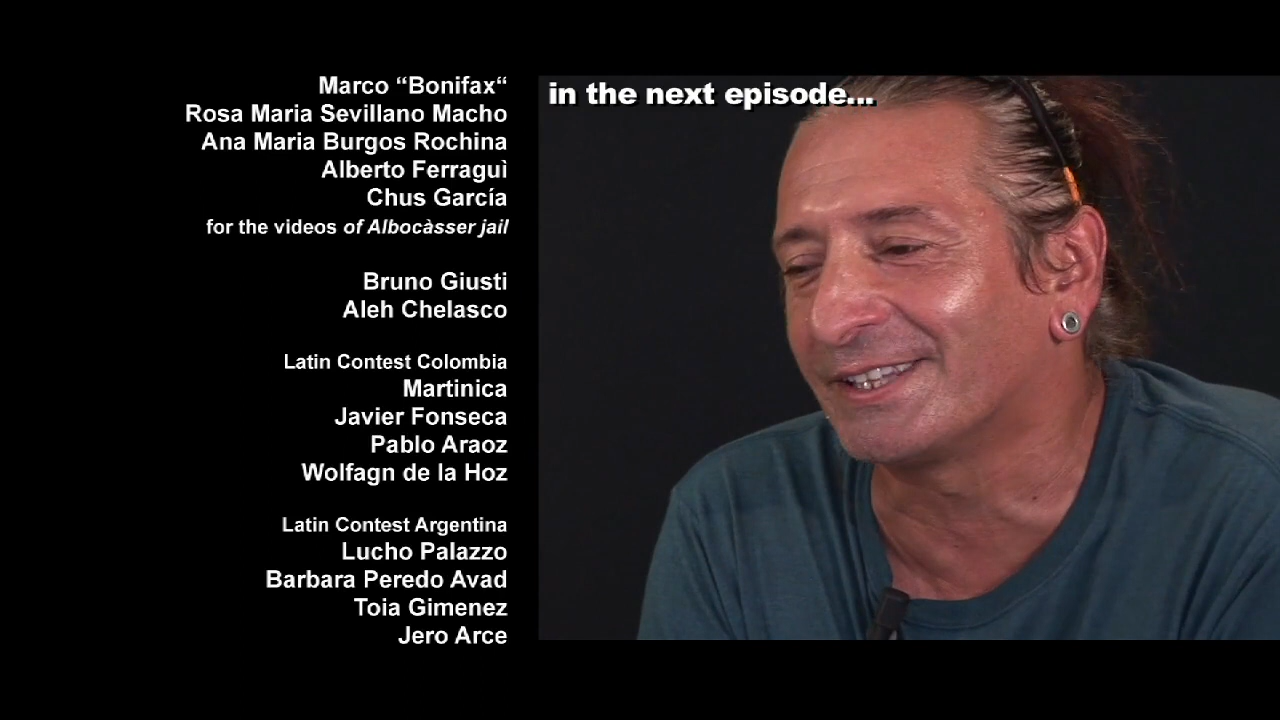 Marco “Bonifax“
Rosa Maria Sevillano Macho
Ana Maria Burgos Rochina
Alberto Ferraguì
Chus García
for the videos of Albocàsser jail
Bruno Giusti
Aleh Chelasco
Latin Contest Colombia
Martinica
Javier Fonseca
Pablo Araoz
Wolfagn de la Hoz
Latin Contest Argentina
Lucho Palazzo
Barbara Peredo Avad
Toia Gimenez
Jero Arce
in the next episode...